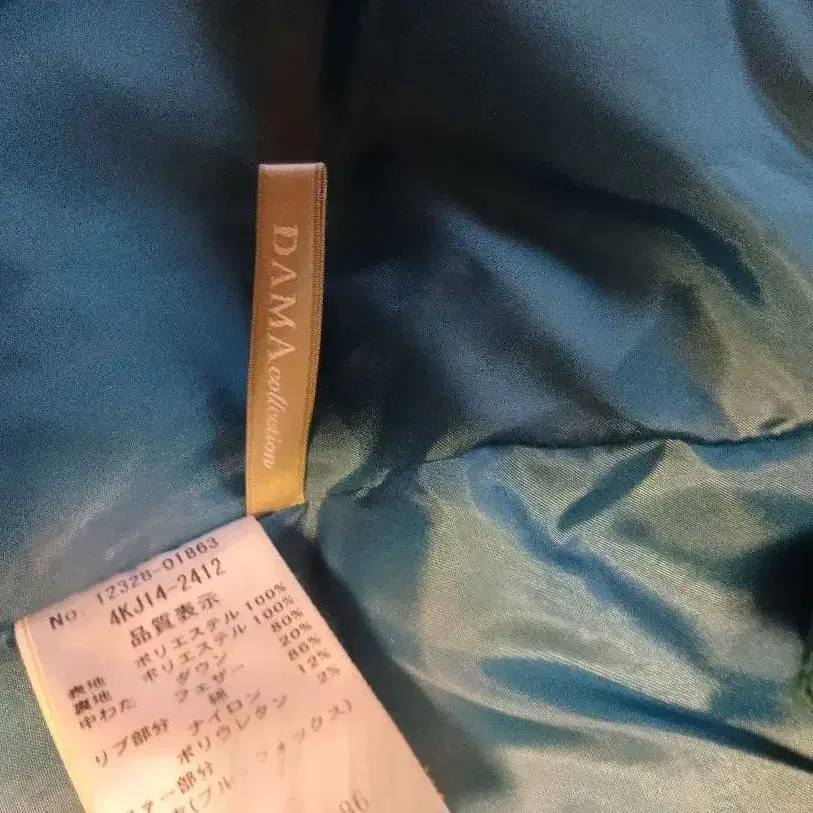 DAMA collection
No. 12328-01863
4KJ14-2412
品質表示
表地 ポリエステル 100%
裏地 ポリエステル 100%
中わた ダウン 80%
フェザー 20%
リブ部分 綿 86%
ナイロン 12%
ポリウレタン 2%
ファー部分
(ブルーフォックス)